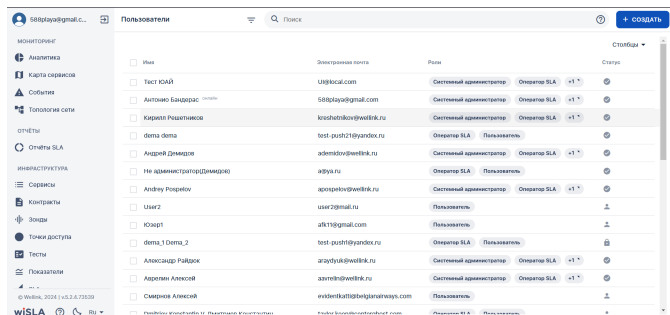 588playa@gmail.c...
Пользователи
Поиск
+ СОЗДАТЬ
Столбцы
МОНИТОРИНГ
Аналитика
Карта сервисов
События
Топология сети
ОТЧЁТЫ
Отчёты SLA
ИНФРАСТРУКТУРА
Сервисы
Контракты
Зонды
Точки доступа
Тесты
Показатели
© Wellink, 2024 | v.5.2.4.73539
wiSLA
Ru
Имя Электронная почта Роли Статус
Тест ЮАЙ UI@local.com Системный администратор Оператор SLA +1
Антонио Бандерас онлайн 588playa@gmail.com Системный администратор Оператор SLA +1
Кирилл Решетников kreshetnikov@wellink.ru Системный администратор Оператор SLA +1
dema dema test-push21@yandex.ru Оператор SLA Пользователь
Андрей Демидов ademidov@wellink.ru Системный администратор Оператор SLA +1
Не администратор(Демидов) a@ya.ru Оператор SLA Пользователь
Andrey Pospelov apospelov@wellink.ru Системный администратор Оператор SLA +1
User2 user2@mail.ru Пользователь
Юзер1 afk11@gmail.com Пользователь
dema_1 Dema_2 test-push1@yandex.ru Оператор SLA Пользователь
Александр Райдюк araydyuk@wellink.ru Системный администратор Оператор SLA +1
Аврелин Алексей aavrelin@wellink.ru Системный администратор Оператор SLA +1
Смирнов Алексей evidentkat1@belgianairways.com Пользователь